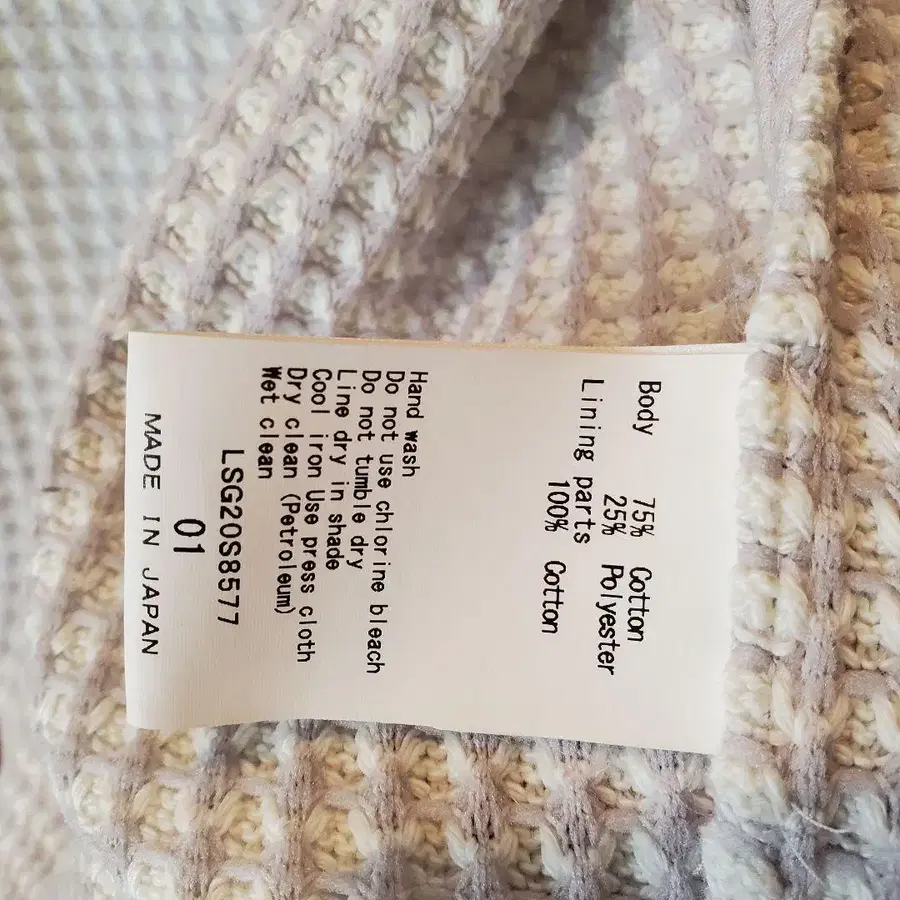 Body 75% Cotton
25% Polyester
Lining parts
100% Cotton
Hand wash
Do not use chlorine bleach
Do not tumble dry
Line dry in shade
Cool iron Use press cloth
Dry clean (Petroleum)
Wet clean
LSG20S8577
01
MADE IN JAPAN